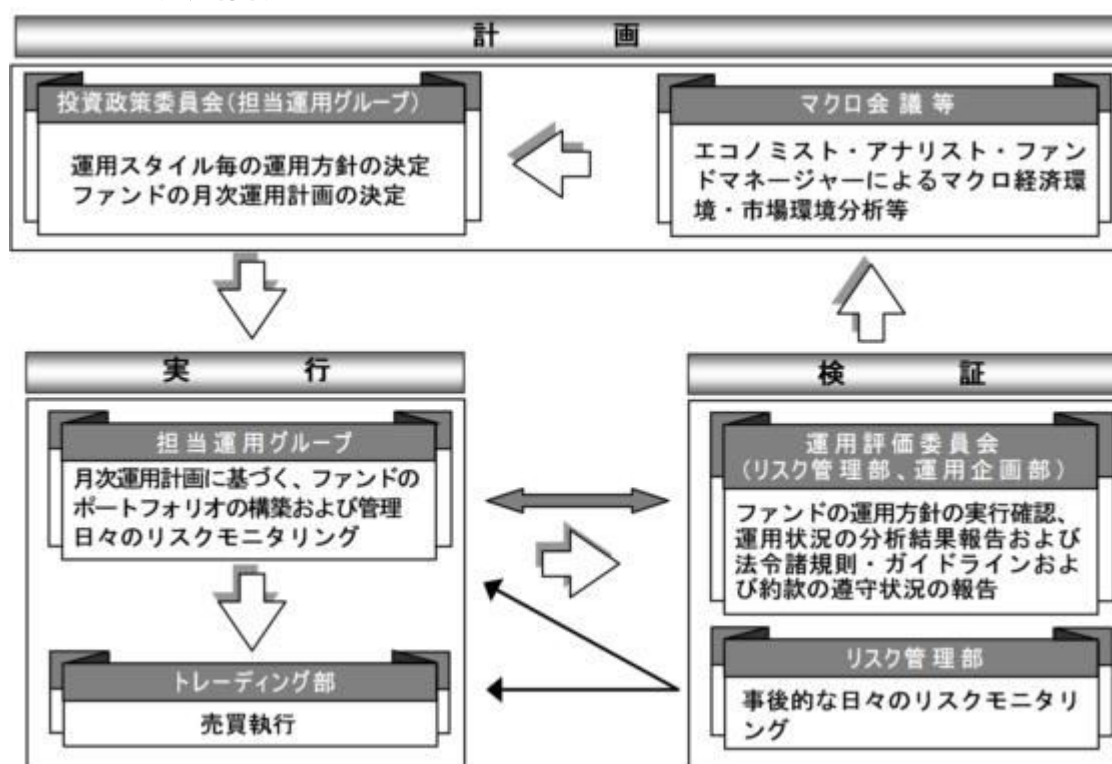 計画
投資政策委員会(担当運用グループ)
運用スタイル毎の運用方針の決定
ファンドの月次運用計画の決定
マクロ会議等
エコノミスト・アナリスト・ファン
ドマネージャーによるマクロ経済環
境・市場環境分析等
実行
担当運用グループ
月次運用計画に基づく、ファンドの
ポートフォリオの構築および管理
日々のリスクモニタリング
トレーディング部
売買執行
検証
運用評価委員会
(リスク管理部、運用企画部)
ファンドの運用方針の実行確認、
運用状況の分析結果報告および
法令諸規則・ガイドラインおよ
び約款の遵守状況の報告
リスク管理部
事後的な日々のリスクモニタリ
ング